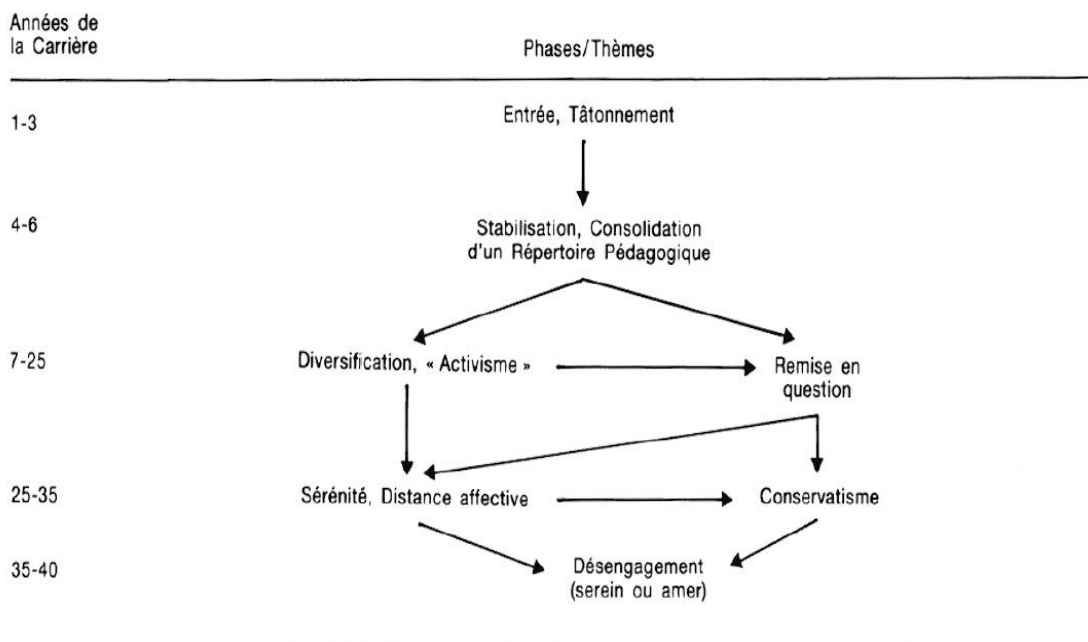 Années de
la Carrière
Phases/Thèmes
1-3
Entrée, Tâtonnement
4-6
Stabilisation, Consolidation
d'un Répertoire Pédagogique
7-25
Diversification, « Activisme »
Remise en
question
25-35
Sérénité, Distance affective
Conservatisme
35-40
Désengagement
(serein ou amer)